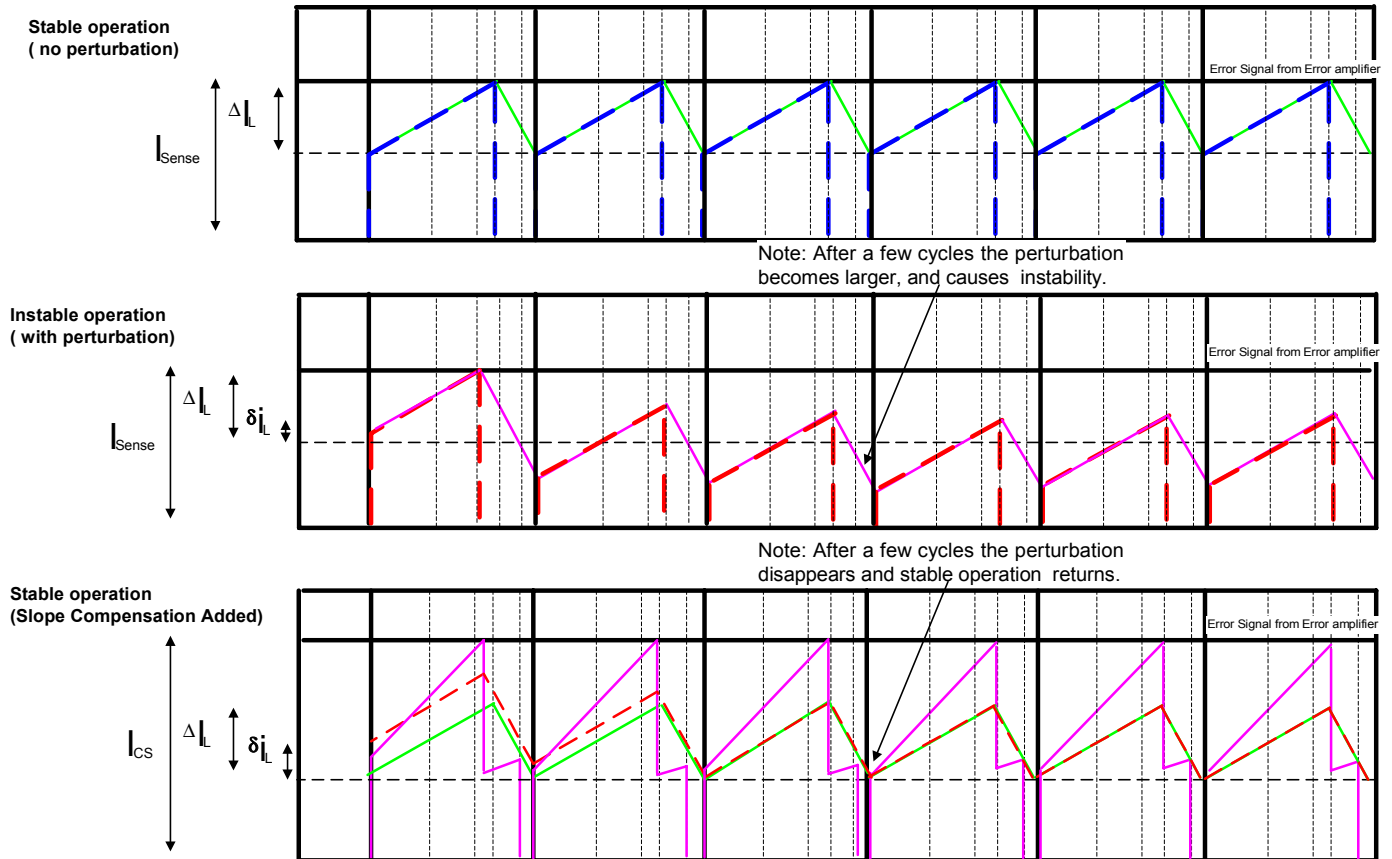 Stable operation
( no perturbation)
Error Signal from Error amplifier
ΔIL
ISense
Note: After a few cycles the perturbation
becomes larger, and causes instability.
Instable operation
( with perturbation)
Error Signal from Error amplifier
ΔIL
δiL
ISense
Note: After a few cycles the perturbation
disappears and stable operation returns.
Stable operation
(Slope Compensation Added)
Error Signal from Error amplifier
ΔIL
δiL
ICS